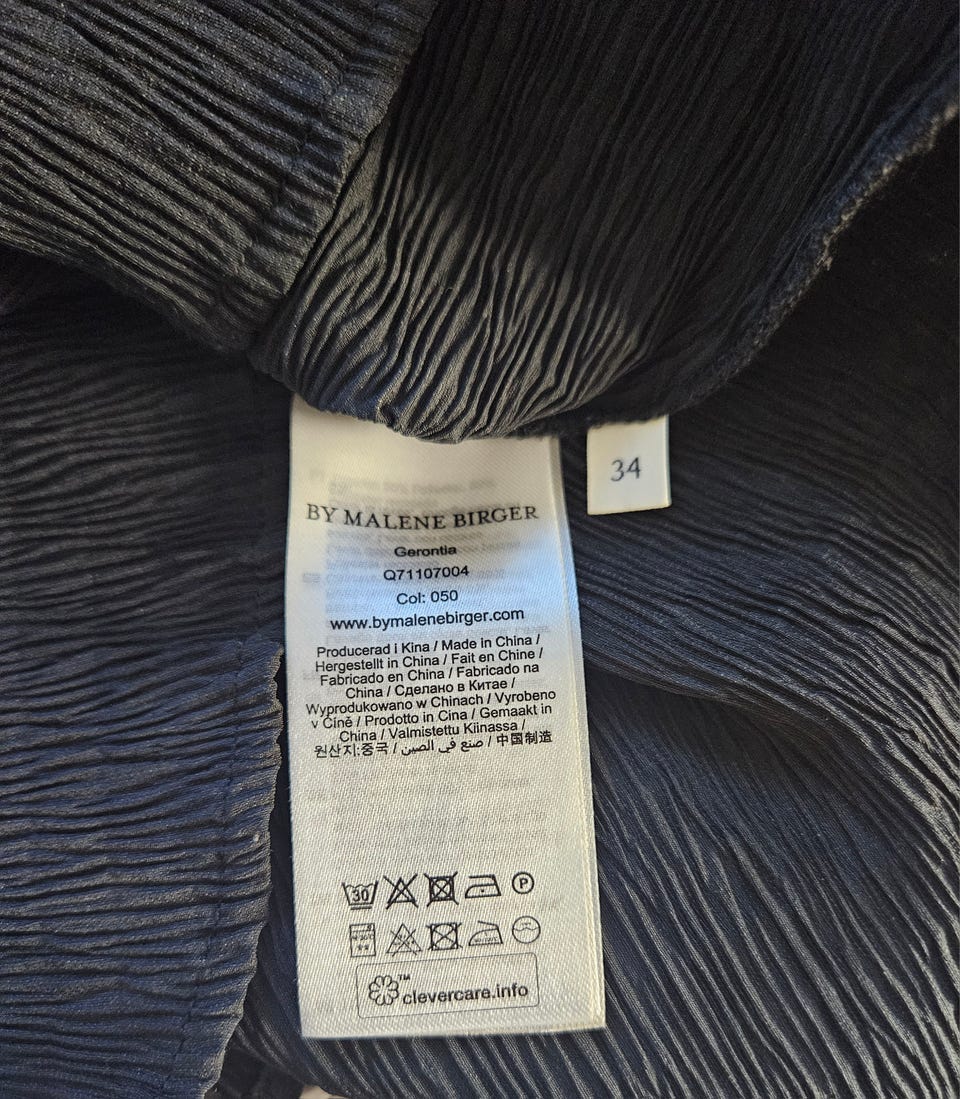 34
BY MALENE BIRGER
Gerontia
Q71107004
Col: 050
www.bymalenebirger.com
Producerad i Kina / Made in China /
Hergestellt in China / Fait en Chine /
Fabricado en China / Fabricado na
China / Сделано в Китае /
Wyprodukowano w Chinach / Vyrobeno
v Číně / Prodotto in Cina / Gemaakt in
China / Valmistettu Kiinassa /
원산지:중국 / صنع في الصين / 中国制造
30 P
™
clevercare.info